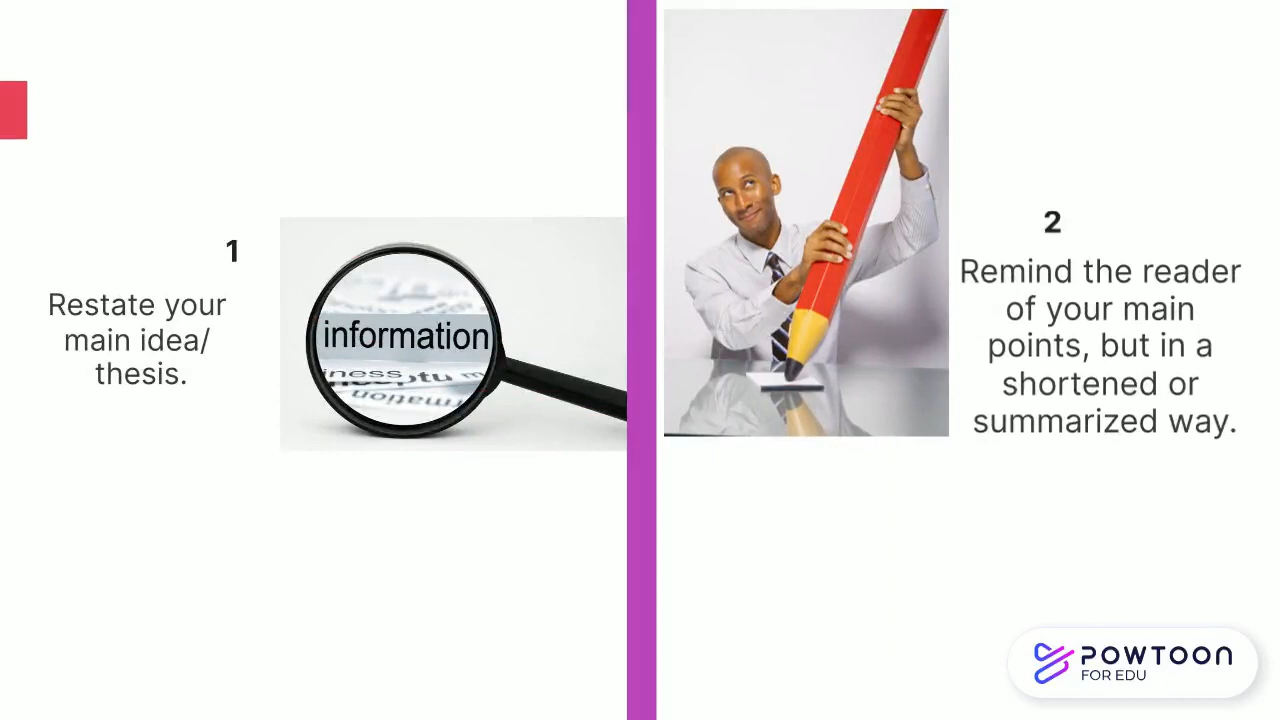 1
Restate your
main idea/
thesis.
information
2
Remind the reader
of your main
points, but in a
shortened or
summarized way.
POWTOON
FOR EDU